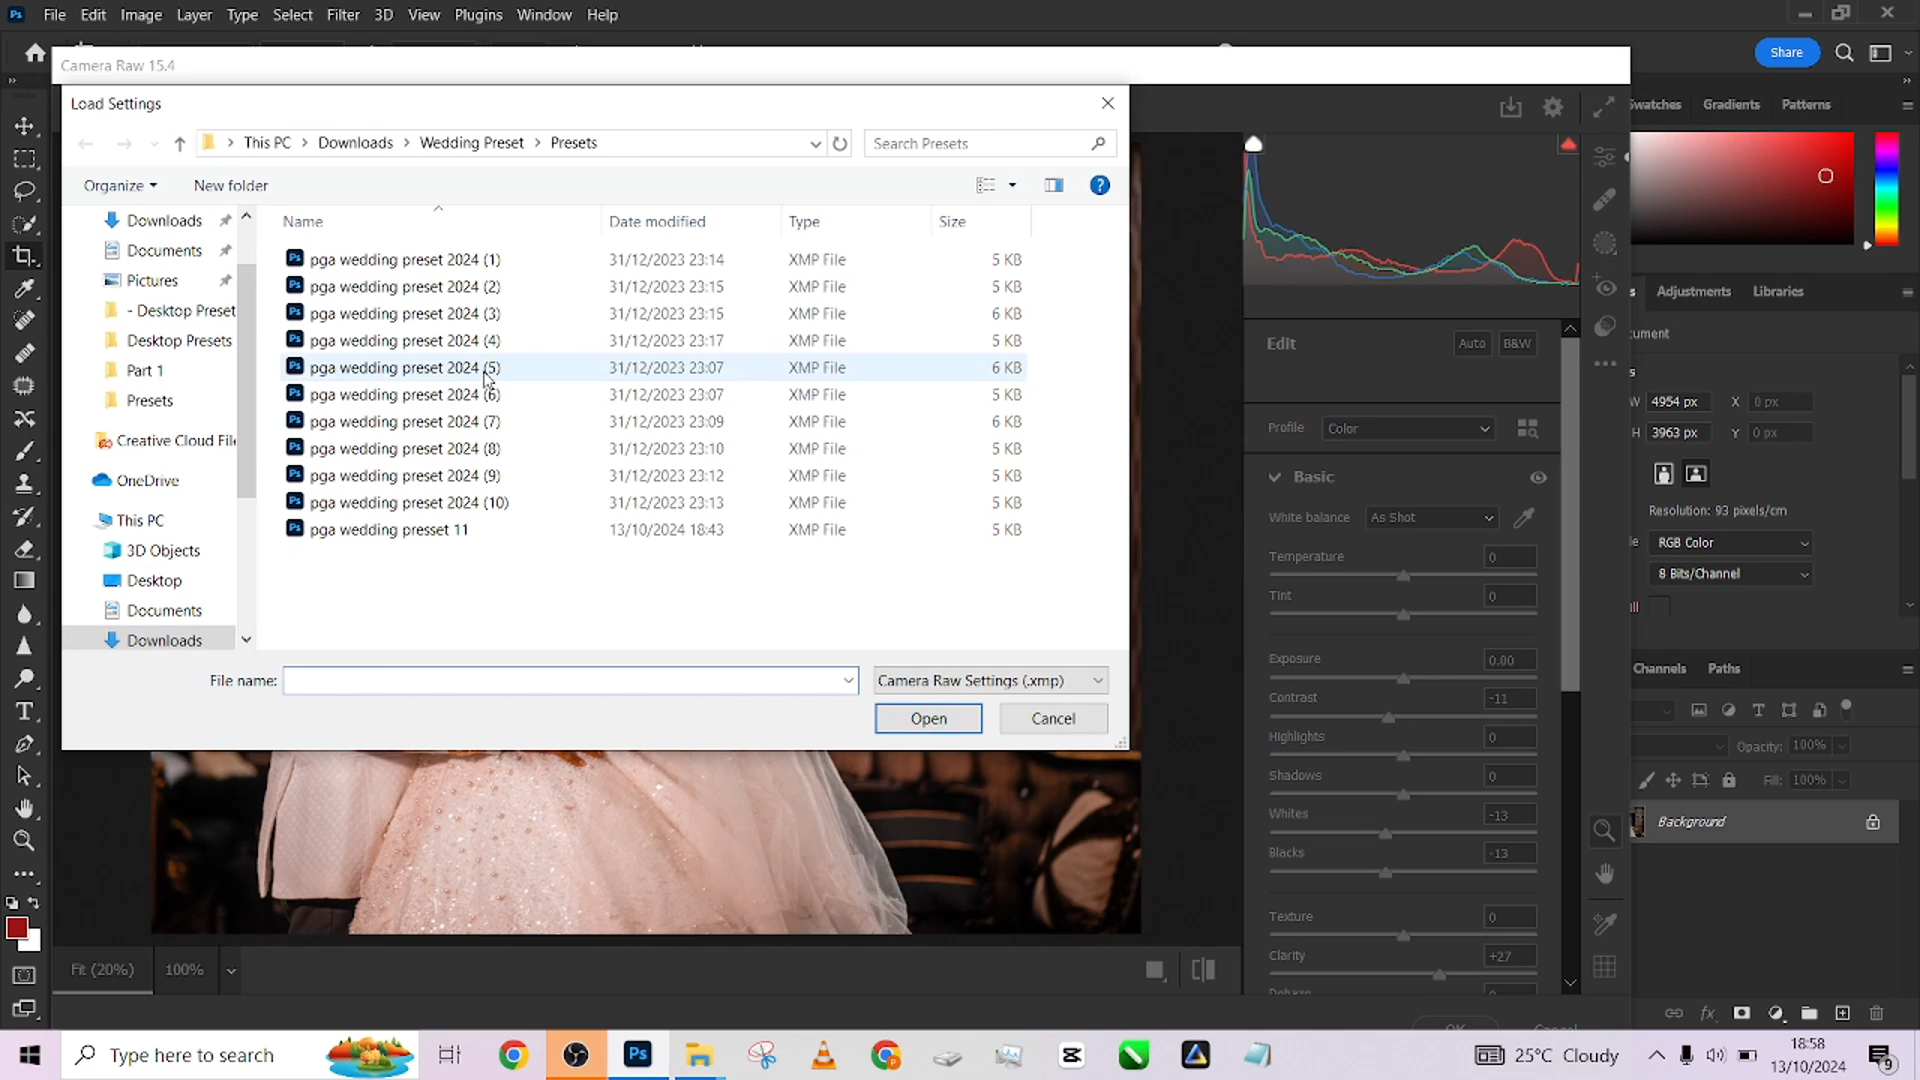 Ps File Edit Image Layer Type Select Filter 3D View Plugins Window Help
Share
Camera Raw 15.4
Load Settings
This PC > Downloads > Wedding Preset > Presets
Search Presets
Organize
New folder
Name Date modified Type Size
pga wedding preset 2024 (1) 31/12/2023 23:14 XMP File 5 KB
pga wedding preset 2024 (2) 31/12/2023 23:15 XMP File 5 KB
pga wedding preset 2024 (3) 31/12/2023 23:15 XMP File 6 KB
pga wedding preset 2024 (4) 31/12/2023 23:17 XMP File 5 KB
pga wedding preset 2024 (5) 31/12/2023 23:07 XMP File 6 KB
pga wedding preset 2024 (6) 31/12/2023 23:07 XMP File 5 KB
pga wedding preset 2024 (7) 31/12/2023 23:09 XMP File 6 KB
pga wedding preset 2024 (8) 31/12/2023 23:10 XMP File 5 KB
pga wedding preset 2024 (9) 31/12/2023 23:12 XMP File 5 KB
pga wedding preset 2024 (10) 31/12/2023 23:13 XMP File 5 KB
pga wedding presset 11 13/10/2024 18:43 XMP File 5 KB
Downloads
Documents
Pictures
- Desktop Preset
Desktop Presets
Part 1
Presets
Creative Cloud File
OneDrive
This PC
3D Objects
Desktop
Documents
Downloads
File name:
Camera Raw Settings (.xmp)
Open Cancel
Fit (20%) 100%
Edit Auto B&W
Profile Color
Basic
White balance As Shot
Temperature 0
Tint 0
Exposure 0.00
Contrast -11
Highlights 0
Shadows 0
Whites -13
Blacks -13
Texture 0
Clarity +27
Swatches Gradients Patterns
Adjustments Libraries
W 4954 px X 0 px
H 3963 px Y 0 px
Resolution: 93 pixels/cm
RGB Color
8 Bits/Channel
Channels Paths
Opacity: 100%
Fill: 100%
Background
fx
Type here to search
25°C Cloudy
18:58
13/10/2024
9